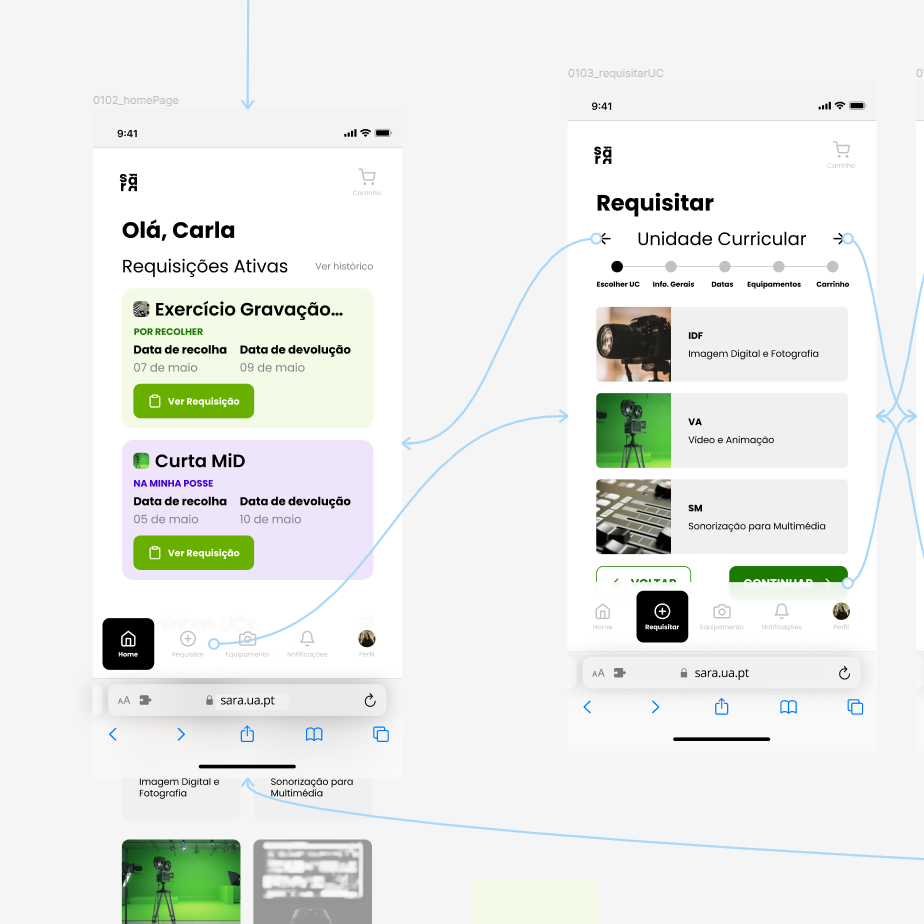 0102_homePage
9:41
sara
Carrinho
Olá, Carla
Requisições Ativas
Ver histórico
Exercício Gravação...
POR RECOLHER
Data de recolha
Data de devolução
07 de maio
09 de maio
Ver Requisição
Curta MiD
NA MINHA POSSE
Data de recolha
Data de devolução
05 de maio
10 de maio
Ver Requisição
Home
Requisitar
Equipamento
Notificações
Perfil
AA
sara.ua.pt
Imagem Digital e
Fotografia
Sonorização para
Multimédia
0103_requisitarUC
9:41
sara
Carrinho
Requisitar
Unidade Curricular
Escolher UC
Info. Gerais
Datas
Equipamentos
Carrinho
IDF
Imagem Digital e Fotografia
VA
Vídeo e Animação
SM
Sonorização para Multimédia
VOLTAR
CONTINUAR
Home
Requisitar
Equipamento
Notificações
Perfil
AA
sara.ua.pt